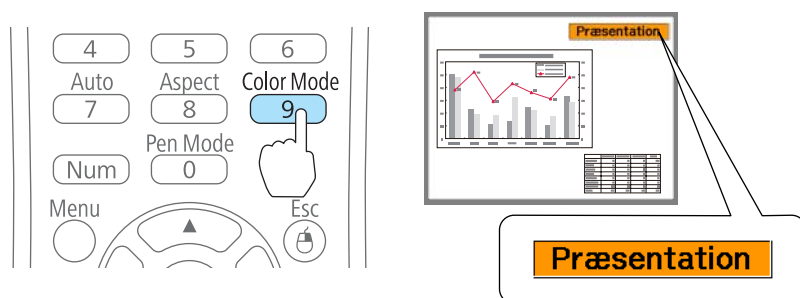 4 5 6
Auto Aspect Color Mode
7 8 9
Pen Mode
Num 0
Menu Esc
Præsentation
Præsentation